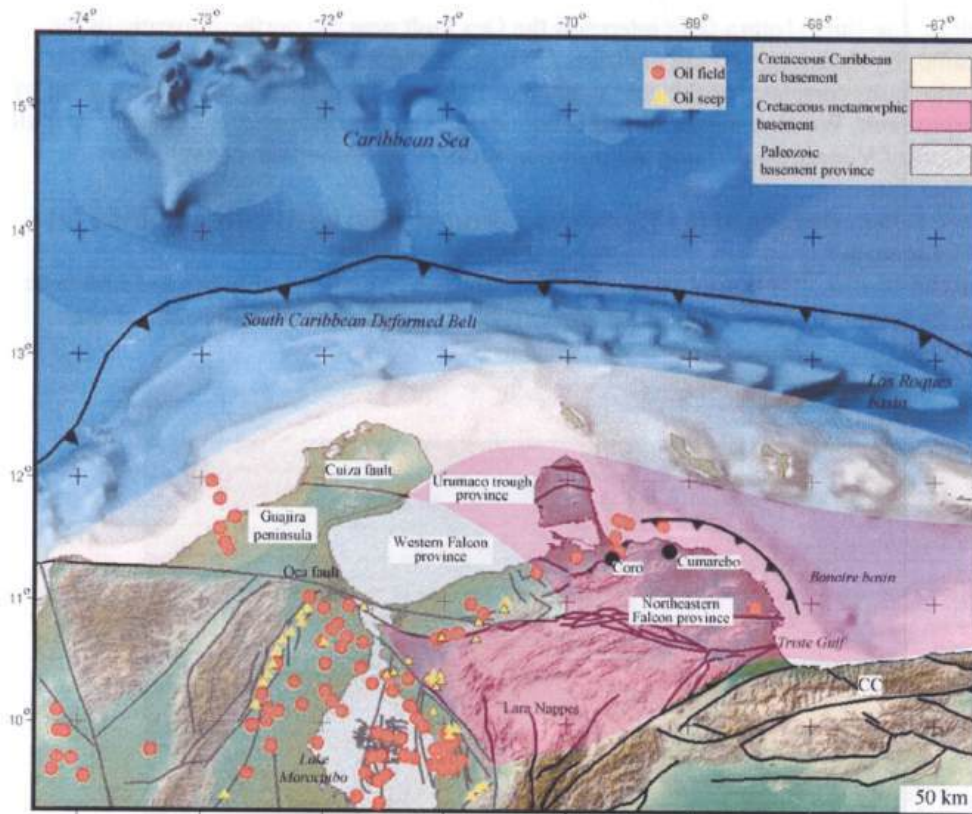 -74° -73° -72° -71° -70° -68° -68° -67°
Oil field
Oil seep
Cretaceous Caribbean
arc basement
Cretaceous metamorphic
basement
Paleozoic
basement province
15°
Caribbean Sea
14°
South Caribbean Deformed Belt
13°
Los Roques
basin
12°
Cuiza fault
Urumaco trough
province
Guajira
peninsula
Western Falcon
province
Oca fault
Coro
Cumarebo
Bonaire basin
11°
Northeastern
Falcon province
Triste Gulf
CC
Lara Nappes
10°
Lake
Maracaibo
50 km